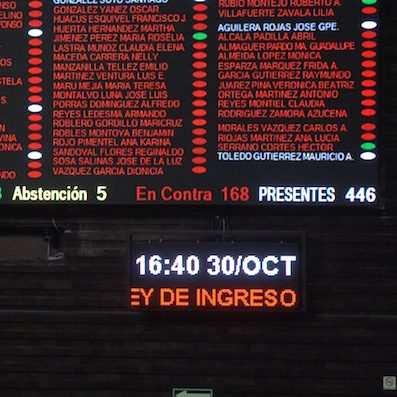 GONZALEZ SOTO SANTIAGO
GONZALEZ YANEZ OSCAR
HUACUS ESQUIVEL FRANCISCO J.
HUERTA HERNANDEZ MARTHA
JIMENEZ PEREZ MARIA ROSELIA
LASTRA MUNOZ CLAUDIA ELENA
MACEDA CARRERA NELLY
MANZANILLA TELLEZ EMILIO
MARTINEZ VENTURA LUIS E.
MARU MEJIA MARIA TERESA
MONTALVO LUNA JOSE LUIS
PORRAS DOMINGUEZ ALFREDO
REYES LEDESMA ARMANDO
ROBLERO GORDILLO MARCRUZ
ROBLES MONTOYA BENJAMIN
ROJO PIMENTEL ANA KARINA
SANDOVAL FLORES REGINALDO
SOSA SALINAS JOSE DE LA LUZ
VAZQUEZ GARCIA DIONICIA
RUBIO MONTEJO ROBERTO A.
VILLAFUERTE ZAVALA LILIA
AGUILERA ROJAS JOSE GPE.
ALCALA PADILLA ABRIL
ALMAGUER PARDO MA. GUADALUPE
ALMEIDA LOPEZ MONICA
ESPARZA MARQUEZ FRIDA A.
GARCIA GUTIERREZ RAYMUNDO
JUAREZ PINA VERONICA BEATRIZ
ORTEGA MARTINEZ ANTONIO
REYES MONTIEL CLAUDIA
RODRIGUEZ ZAMORA AZUCENA
MORALES VAZQUEZ CARLOS A
RIOJAS MARTINEZ ANA LUCIA
SERRANO CORTES HECTOR
TOLEDO GUTIERREZ MAURICIO A.
Abstención 5 En Contra 168 PRESENTES 446
16:40 30/OCT
EY DE INGRESO